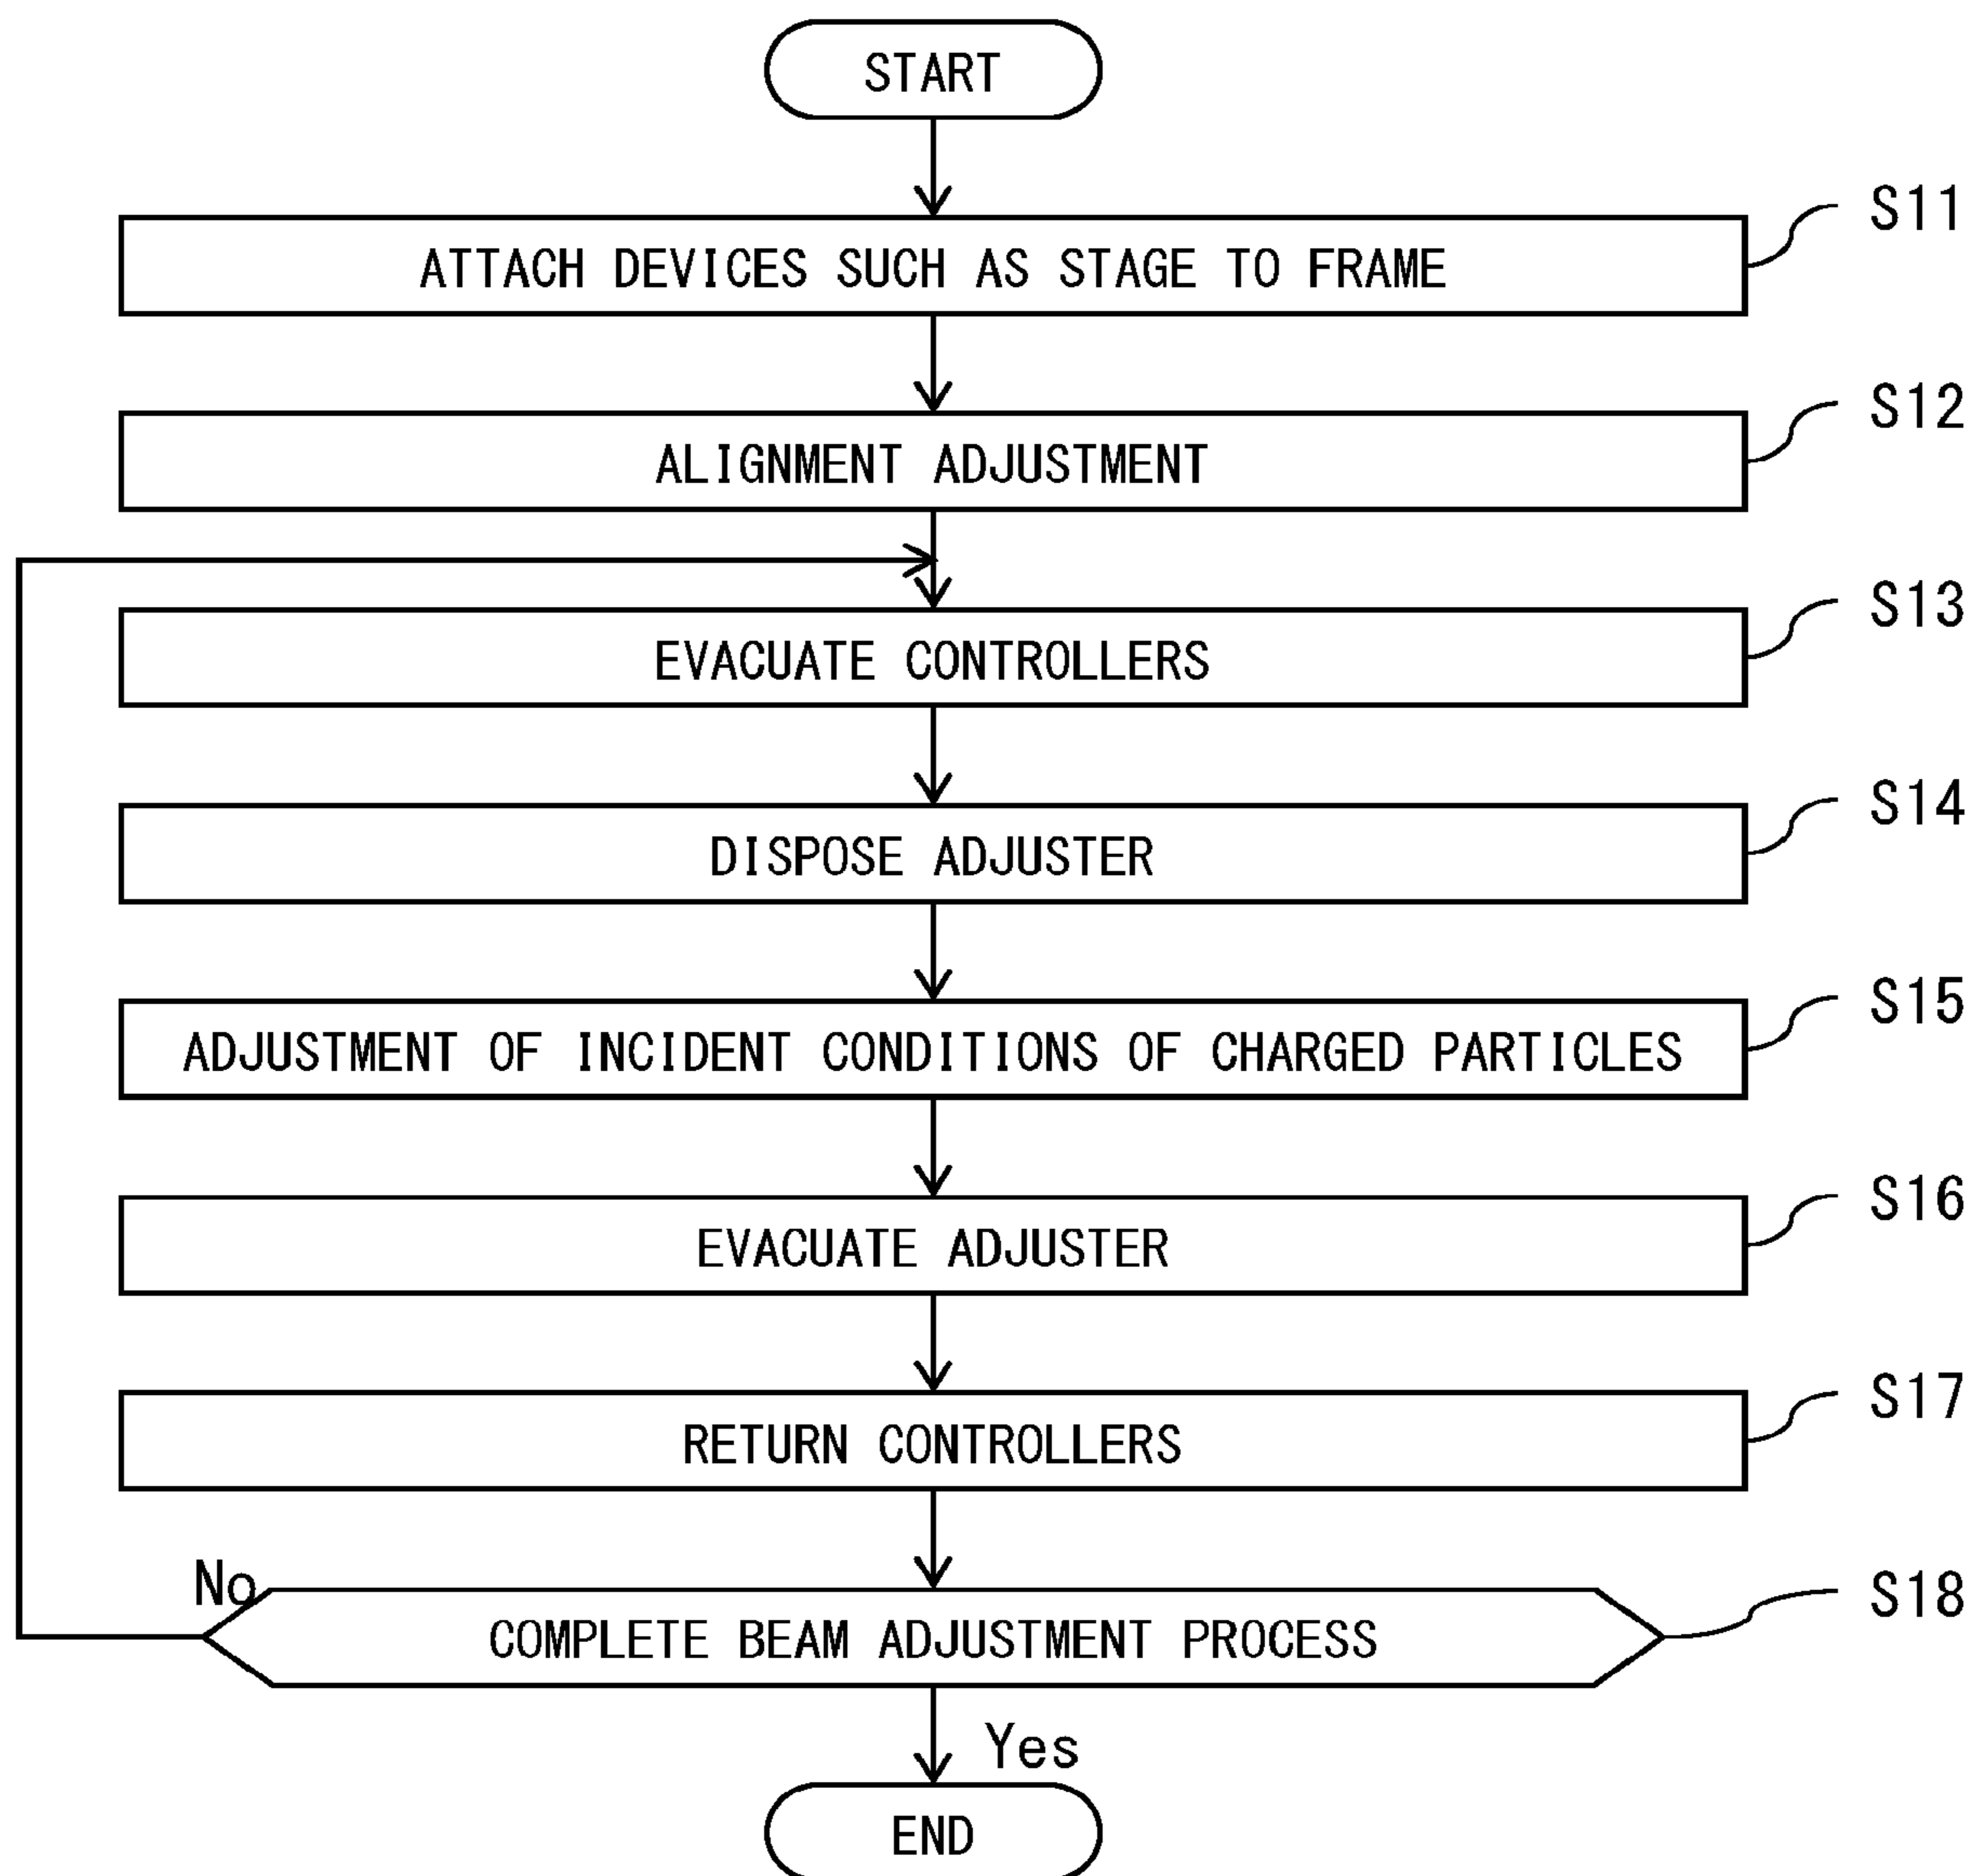 START
S11
ATTACH DEVICES SUCH AS STAGE TO FRAME
S12
ALIGNMENT ADJUSTMENT
S13
EVACUATE CONTROLLERS
S14
DISPOSE ADJUSTER
S15
ADJUSTMENT OF INCIDENT CONDITIONS OF CHARGED PARTICLES
S16
EVACUATE ADJUSTER
S17
RETURN CONTROLLERS
No
S18
COMPLETE BEAM ADJUSTMENT PROCESS
Yes
END